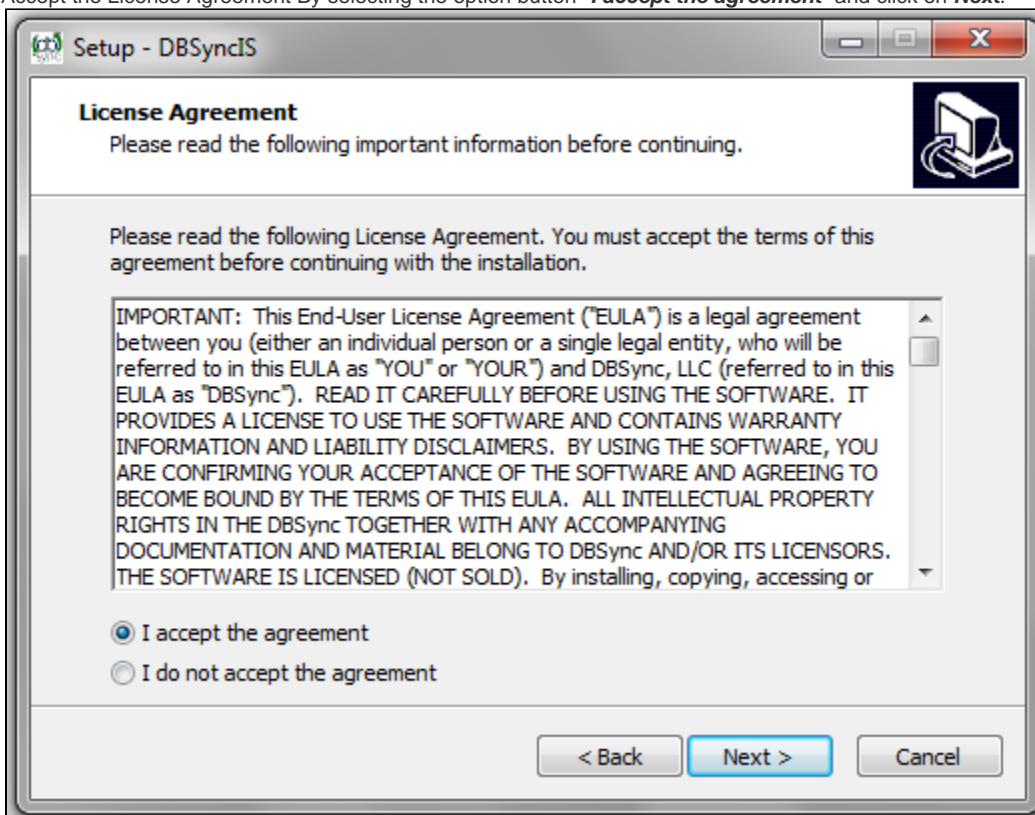 Accept the License Agreement By selecting the option button "I accept the agreement" and click on Next.
Setup - DBSyncIS
License Agreement
Please read the following important information before continuing.
Please read the following License Agreement. You must accept the terms of this
agreement before continuing with the installation.
IMPORTANT: This End-User License Agreement ("EULA") is a legal agreement
between you (either an individual person or a single legal entity, who will be
referred to in this EULA as "YOU" or "YOUR") and DBSync, LLC (referred to in this
EULA as "DBSync"). READ IT CAREFULLY BEFORE USING THE SOFTWARE. IT
PROVIDES A LICENSE TO USE THE SOFTWARE AND CONTAINS WARRANTY
INFORMATION AND LIABILITY DISCLAIMERS. BY USING THE SOFTWARE, YOU
ARE CONFIRMING YOUR ACCEPTANCE OF THE SOFTWARE AND AGREEING TO
BECOME BOUND BY THE TERMS OF THIS EULA. ALL INTELLECTUAL PROPERTY
RIGHTS IN THE DBSync TOGETHER WITH ANY ACCOMPANYING
DOCUMENTATION AND MATERIAL BELONG TO DBSync AND/OR ITS LICENSORS.
THE SOFTWARE IS LICENSED (NOT SOLD). By installing, copying, accessing or
I accept the agreement
I do not accept the agreement
< Back Next > Cancel